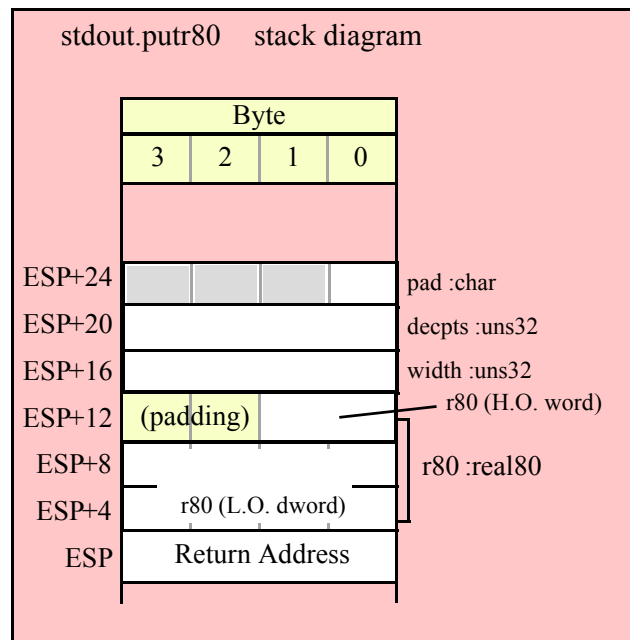 stdout.putr80 stack diagram
Byte
3 2 1 0
ESP+24 pad :char
ESP+20 decpts :uns32
ESP+16 width :uns32
ESP+12 (padding) r80 (H.O. word)
ESP+8 r80 :real80
ESP+4 r80 (L.O. dword)
ESP Return Address